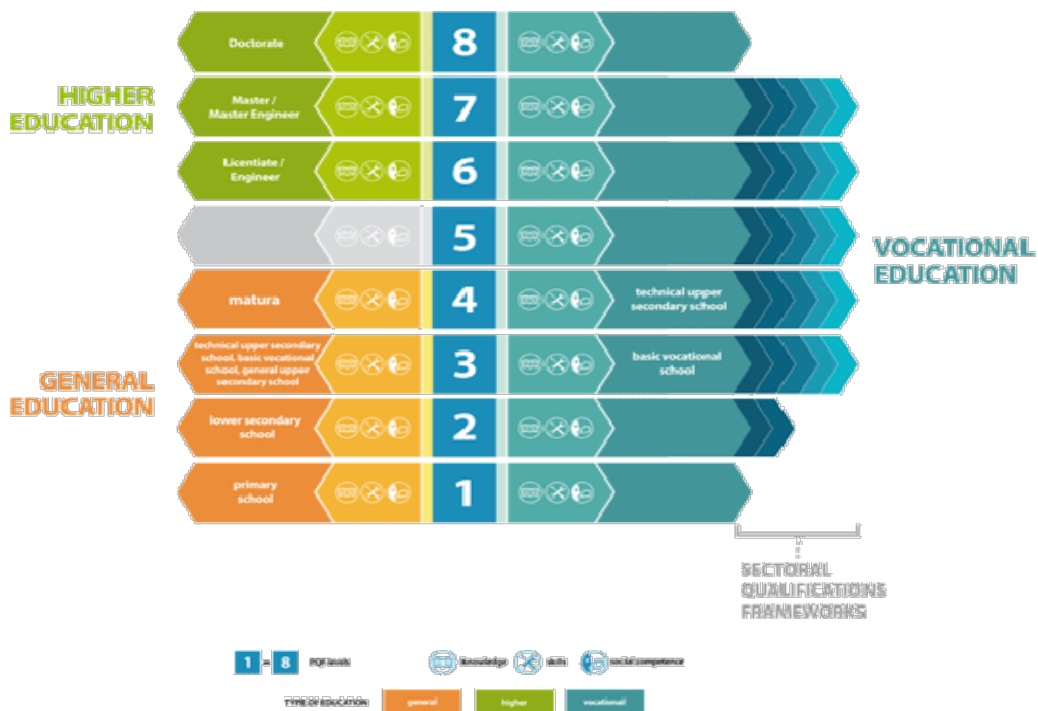 Doctorate
8
HIGHER
EDUCATION
Master /
Master Engineer
7
Licentiate /
Engineer
6
5
VOCATIONAL
EDUCATION
matura
4
technical upper
secondary school
technical upper secondary
school, basic vocational
school, general upper
secondary school
3
basic vocational
school
GENERAL
EDUCATION
lower secondary
school
2
primary
school
1
SECTORAL
QUALIFICATIONS
FRAMEWORKS
1 - 8 PQF levels
knowledge skills social competence
TYPE OF EDUCATION general higher vocational